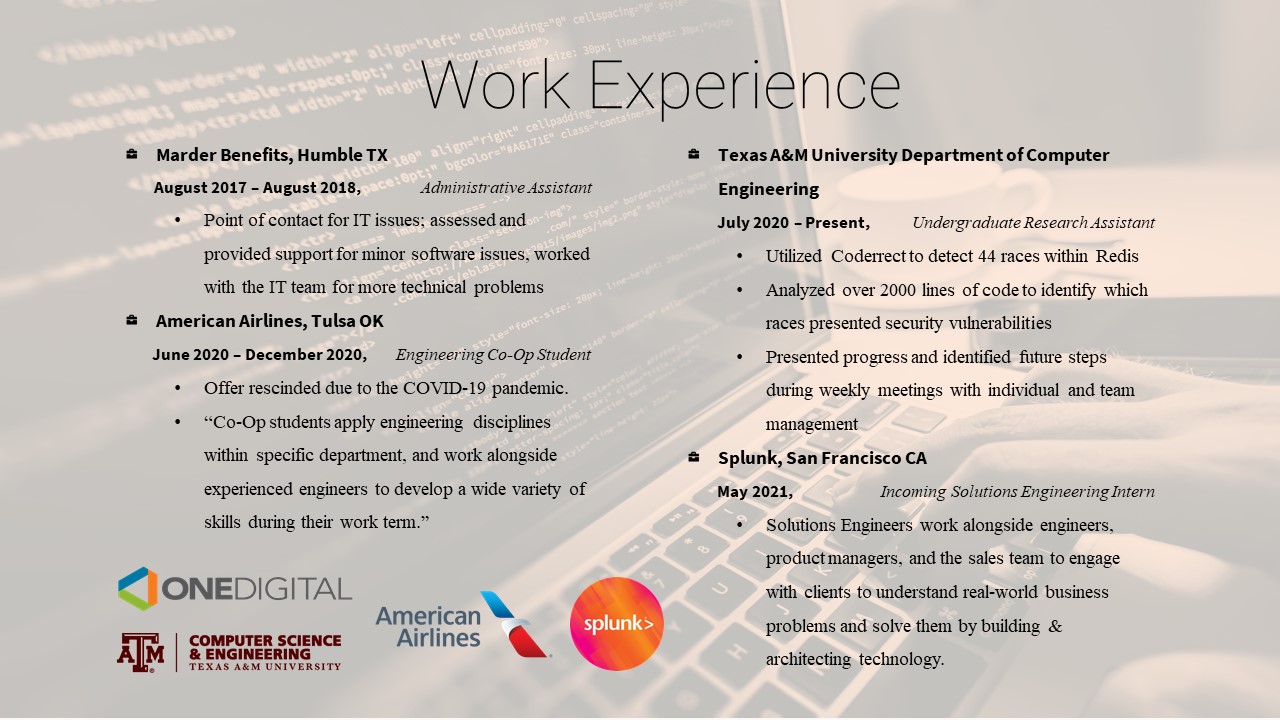 Work Experience
Marder Benefits, Humble TX
August 2017 – August 2018, Administrative Assistant
• Point of contact for IT issues; assessed and
provided support for minor software issues, worked
with the IT team for more technical problems
American Airlines, Tulsa OK
June 2020 – December 2020, Engineering Co-Op Student
• Offer rescinded due to the COVID-19 pandemic.
• “Co-Op students apply engineering disciplines
within specific department, and work alongside
experienced engineers to develop a wide variety of
skills during their work term.”
Texas A&M University Department of Computer
Engineering
July 2020 – Present, Undergraduate Research Assistant
• Utilized Coderrect to detect 44 races within Redis
• Analyzed over 2000 lines of code to identify which
races presented security vulnerabilities
• Presented progress and identified future steps
during weekly meetings with individual and team
management
Splunk, San Francisco CA
May 2021, Incoming Solutions Engineering Intern
• Solutions Engineers work alongside engineers,
product managers, and the sales team to engage
with clients to understand real-world business
problems and solve them by building &
architecting technology.
ONEDIGITAL
ATM
COMPUTER SCIENCE
& ENGINEERING
TEXAS A&M UNIVERSITY
American
Airlines
splunk>